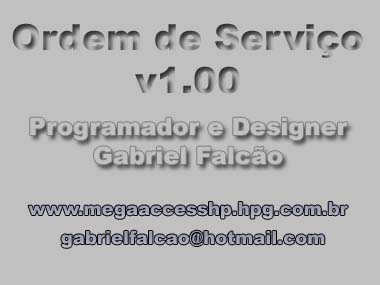 Ordem de Serviço
v1.00
Programador e Designer
Gabriel Falcão
www.megaaccesshp.hpg.com.br
gabrielfalcao@hotmail.com